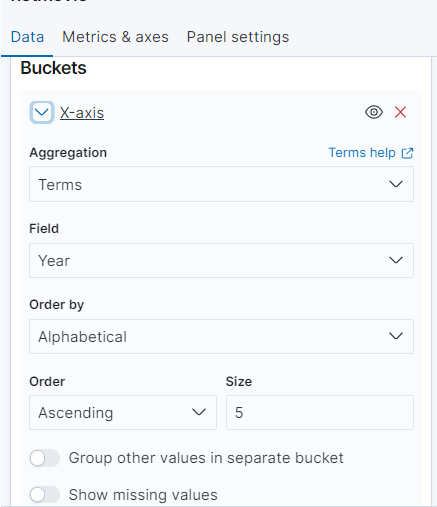 Data Metrics & axes Panel settings
Buckets
X-axis
Aggregation Terms help
Terms
Field
Year
Order by
Alphabetical
Order Size
Ascending 5
Group other values in separate bucket
Show missing values